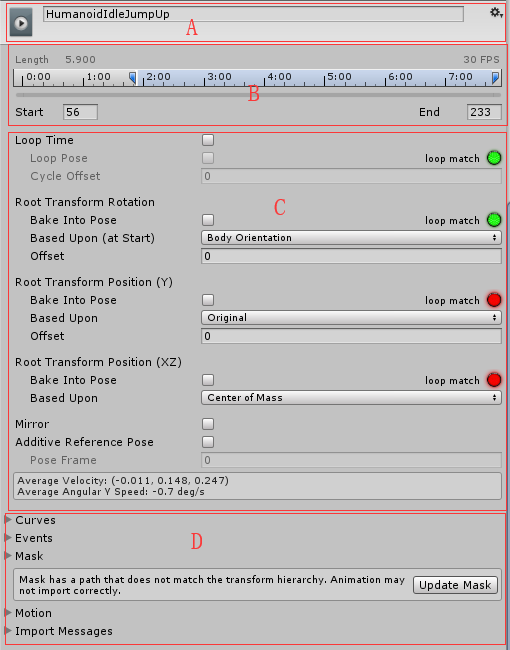 HumanoidIdleJumpUp
A
Length 5.900 30 FPS
0:00 1:00 2:00 3:00 4:00 5:00 6:00 7:00
B
Start 56 End 233
Loop Time
Loop Pose loop match
Cycle Offset 0
C
Root Transform Rotation
Bake Into Pose loop match
Based Upon (at Start) Body Orientation
Offset 0
Root Transform Position (Y)
Bake Into Pose loop match
Based Upon Original
Offset 0
Root Transform Position (XZ)
Bake Into Pose loop match
Based Upon Center of Mass
Mirror
Additive Reference Pose
Pose Frame 0
Average Velocity: (-0.011, 0.148, 0.247)
Average Angular Y Speed: -0.7 deg/s
Curves
Events
D
Mask
Mask has a path that does not match the transform hierarchy. Animation may
not import correctly.
Update Mask
Motion
Import Messages